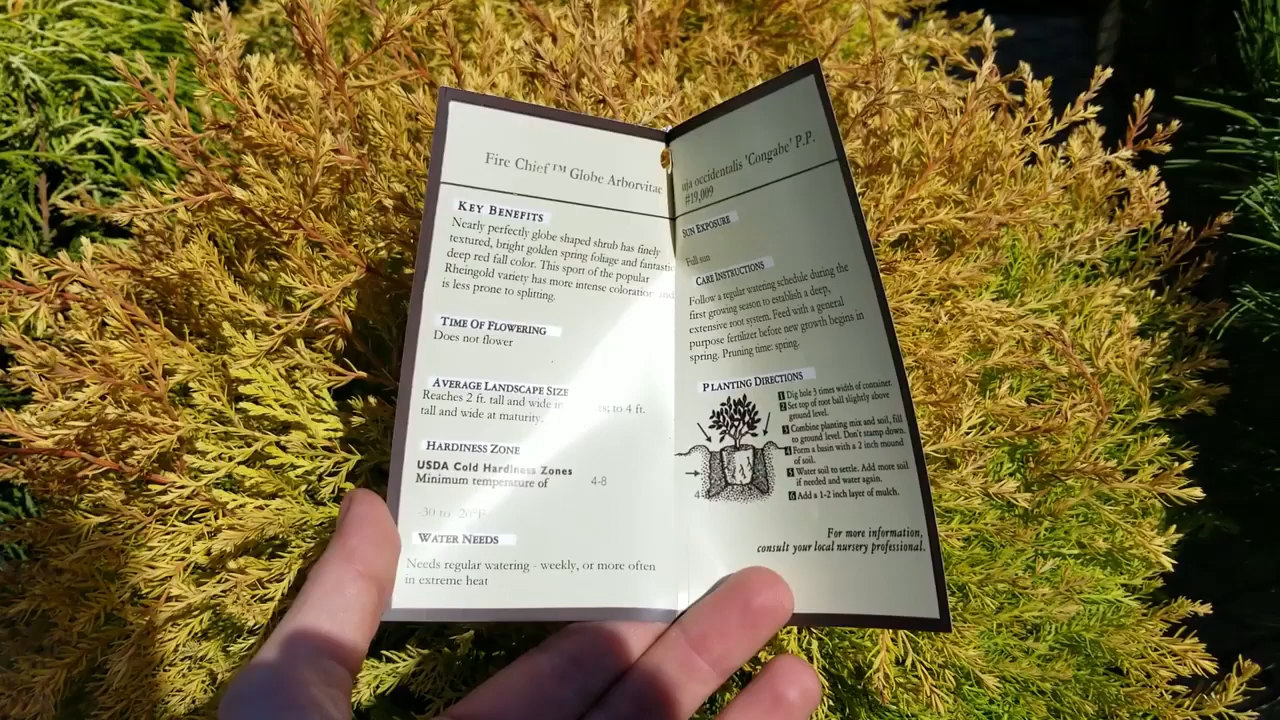 Fire Chief™ Globe Arborvitae
KEY BENEFITS
Nearly perfectly globe shaped shrub has finely
textured, bright golden spring foliage and fantastic
deep red fall color. This sport of the popular
Rheingold variety has more intense coloration and
is less prone to splitting.
TIME OF FLOWERING
Does not flower
AVERAGE LANDSCAPE SIZE
Reaches 2 ft. tall and wide in to 4 ft.
tall and wide at maturity.
HARDINESS ZONE
USDA Cold Hardiness Zones
Minimum temperature of 4-8
-30 to -20°F
WATER NEEDS
Needs regular watering - weekly, or more often
in extreme heat
uja occidentalis 'Congabe' P.P.
#19,009
SUN EXPOSURE
Full sun
CARE INSTRUCTIONS
Follow a regular watering schedule during the
first growing season to establish a deep,
extensive root system. Feed with a general
purpose fertilizer before new growth begins in
spring. Pruning time: spring.
PLANTING DIRECTIONS
1 Dig hole 3 times width of container.
2 Set top of root ball slightly above
ground level.
3 Combine planting mix and soil, fill
to ground level. Don't stamp down.
4 Form a basin with a 2 inch mound
of soil.
5 Water soil to settle. Add more soil
if needed and water again.
6 Add a 1-2 inch layer of mulch.
4
For more information,
consult your local nursery professional.